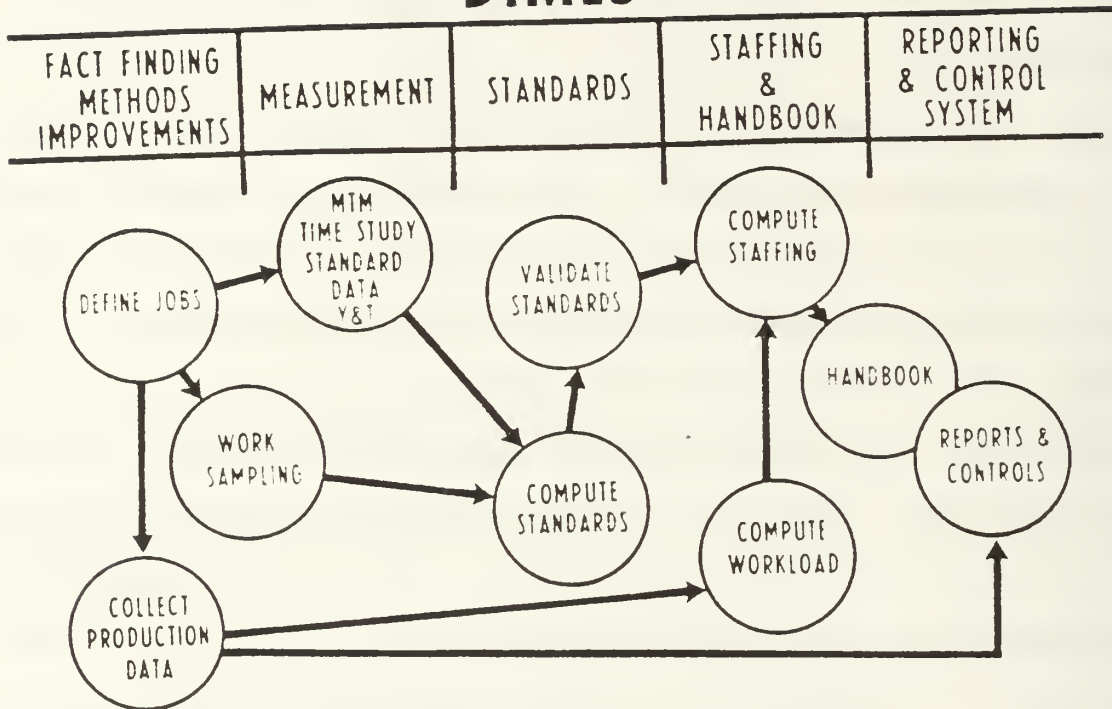 DIMES
FACT FINDING
METHODS
IMPROVEMENTS
MEASUREMENT
STANDARDS
STAFFING
&
HANDBOOK
REPORTING
& CONTROL
SYSTEM
DEFINE JOBS
MTM
TIME STUDY
STANDARD
DATA
Y&T
VALIDATE
STANDARDS
COMPUTE
STAFFING
HANDBOOK
WORK
SAMPLING
COMPUTE
STANDARDS
COMPUTE
WORKLOAD
REPORTS &
CONTROLS
COLLECT
PRODUCTION
DATA